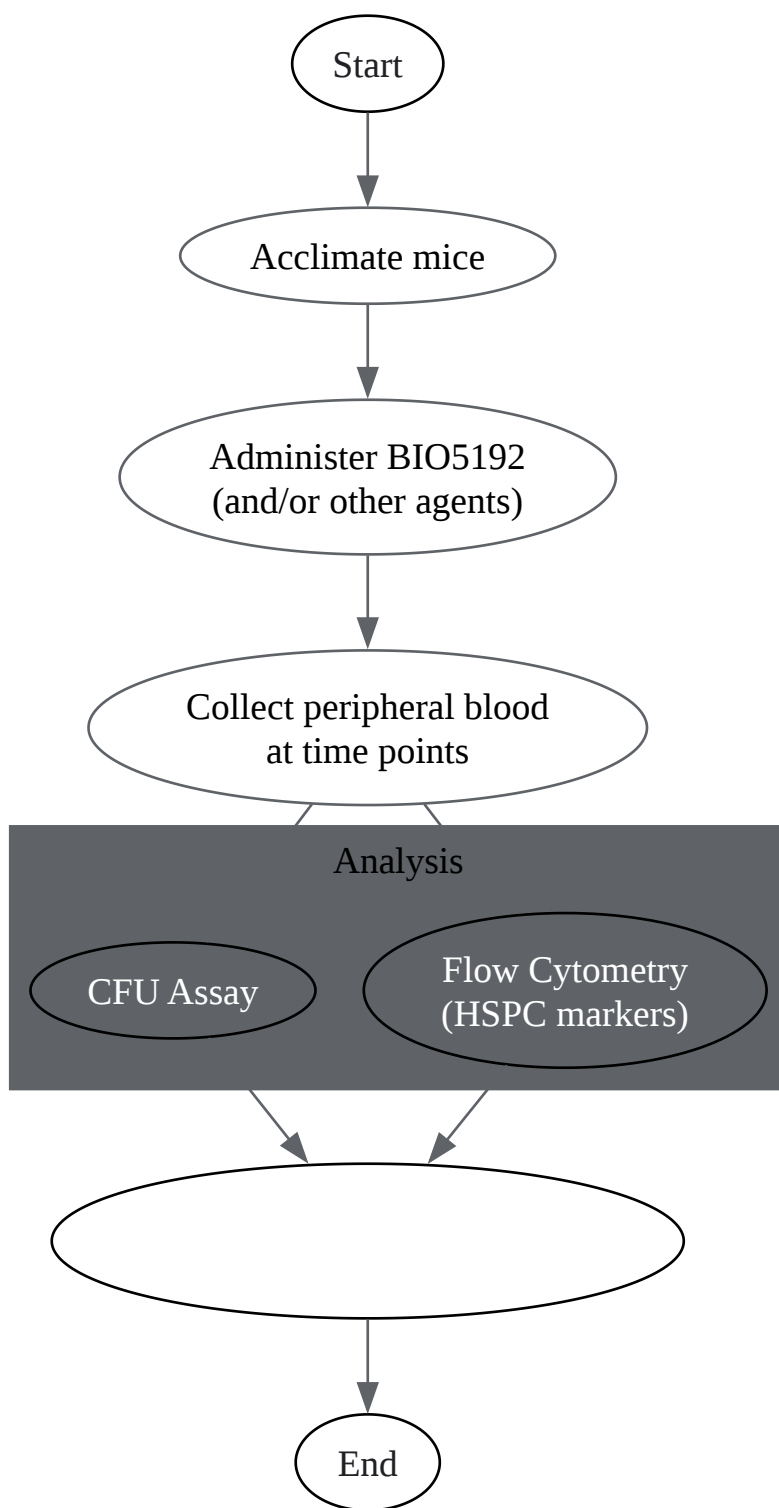 Start
Acclimate mice
Administer BIO5192
(and/or other agents)
Collect peripheral blood
at time points
Analysis
CFU Assay
Flow Cytometry
(HSPC markers)
End